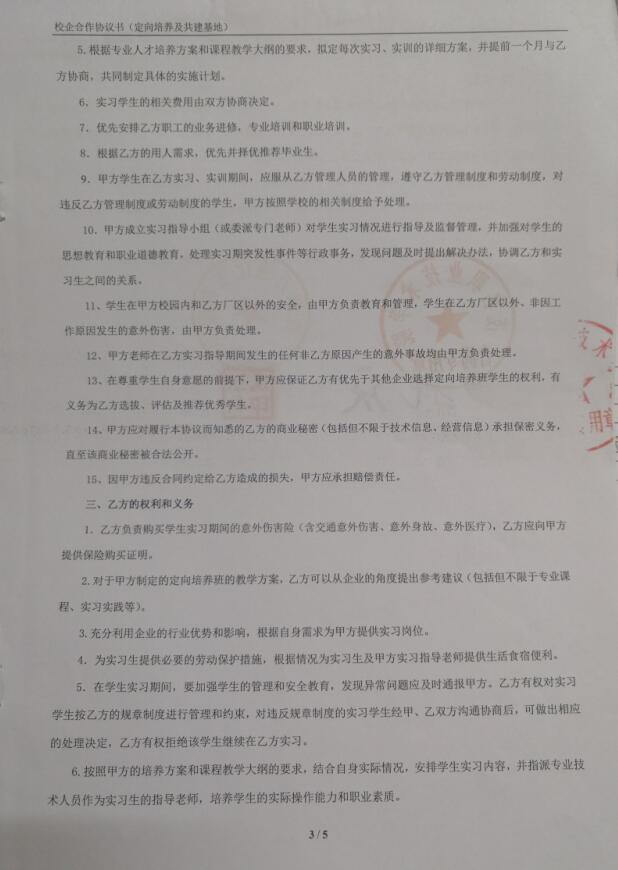 校企合作协议书（定向培养及共建基地）
5.根据专业人才培养方案和课程教学大纲的要求，拟定每次实习、实训的详细方案，并提前一个月与乙
方协商，共同制定具体的实施计划。
6、实习学生的相关费用由双方协商决定。
7、优先安排乙方职工的业务进修，专业培训和职业培训。
8、根据乙方的用人需求，优先并择优推荐毕业生。
9、甲方学生在乙方实习、实训期间，应服从乙方管理人员的管理，遵守乙方管理制度和劳动制度，对
违反乙方管理制度或劳动制度的学生，甲方按照学校的相关制度给予处理。
10、甲方成立实习指导小组（或委派专门老师）对学生实习情况进行指导及监督管理，并加强对学生的
思想教育和职业道德教育，处理实习期突发性事件等行政事务，发现问题及时提出解决办法，协调乙方和实
习生之间的关系。
11、学生在甲方校园内和乙方厂区以外的安全，由甲方负责教育和管理，学生在乙方厂区以外、非因工
作原因发生的意外伤害，由甲方负责处理。
12、甲方老师在乙方实习指导期间发生的任何非乙方原因产生的意外事故均由甲方负责处理。
13、在尊重学生自身意愿的前提下，甲方应保证乙方有优先于其他企业选择定向培养班学生的权利，有
义务为乙方选拔、评估及推荐优秀学生。
14、甲方应对履行本协议而知悉的乙方的商业秘密（包括但不限于技术信息、经营信息）承担保密义务，
直至该商业秘密被合法公开。
15、因甲方违反合同约定给乙方造成的损失，甲方应承担赔偿责任。
三、乙方的权利和义务
1．乙方负责购买学生实习期间的意外伤害险（含交通意外伤害、意外身故、意外医疗），乙方应向甲方
提供保险购买证明。
2.对于甲方制定的定向培养班的教学方案，乙方可以从企业的角度提出参考建议（包括但不限于专业课
程、实习实践等）。
3.充分利用企业的行业优势和影响，根据自身需求为甲方提供实习岗位。
4．为实习生提供必要的劳动保护措施，根据情况为实习生及甲方实习指导老师提供生活食宿便利。
5．在学生实习期间，要加强学生的管理和安全教育，发现异常问题应及时通报甲方。乙方有权对实习
学生按乙方的规章制度进行管理和约束，对违反规章制度的实习学生经甲、乙双方沟通协商后，可做出相应
的处理决定，乙方有权拒绝该学生继续在乙方实习。
6.按照甲方的培养方案和课程教学大纲的要求，结合自身实际情况，安排学生实习内容，并指派专业技
术人员作为实习生的指导老师，培养学生的实际操作能力和职业素质。
3 / 5
用章